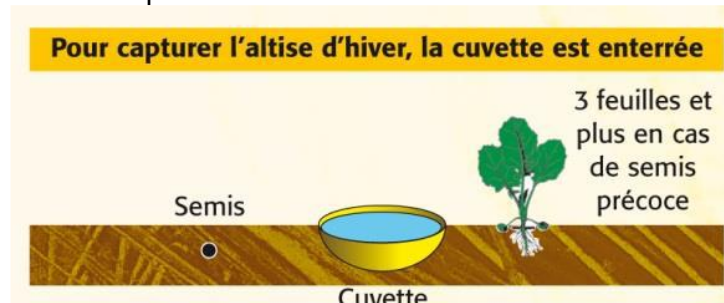 Pour capturer l'altise d'hiver, la cuvette est enterrée
3 feuilles et
plus en cas
de semis
précoce
Semis
Cuvette